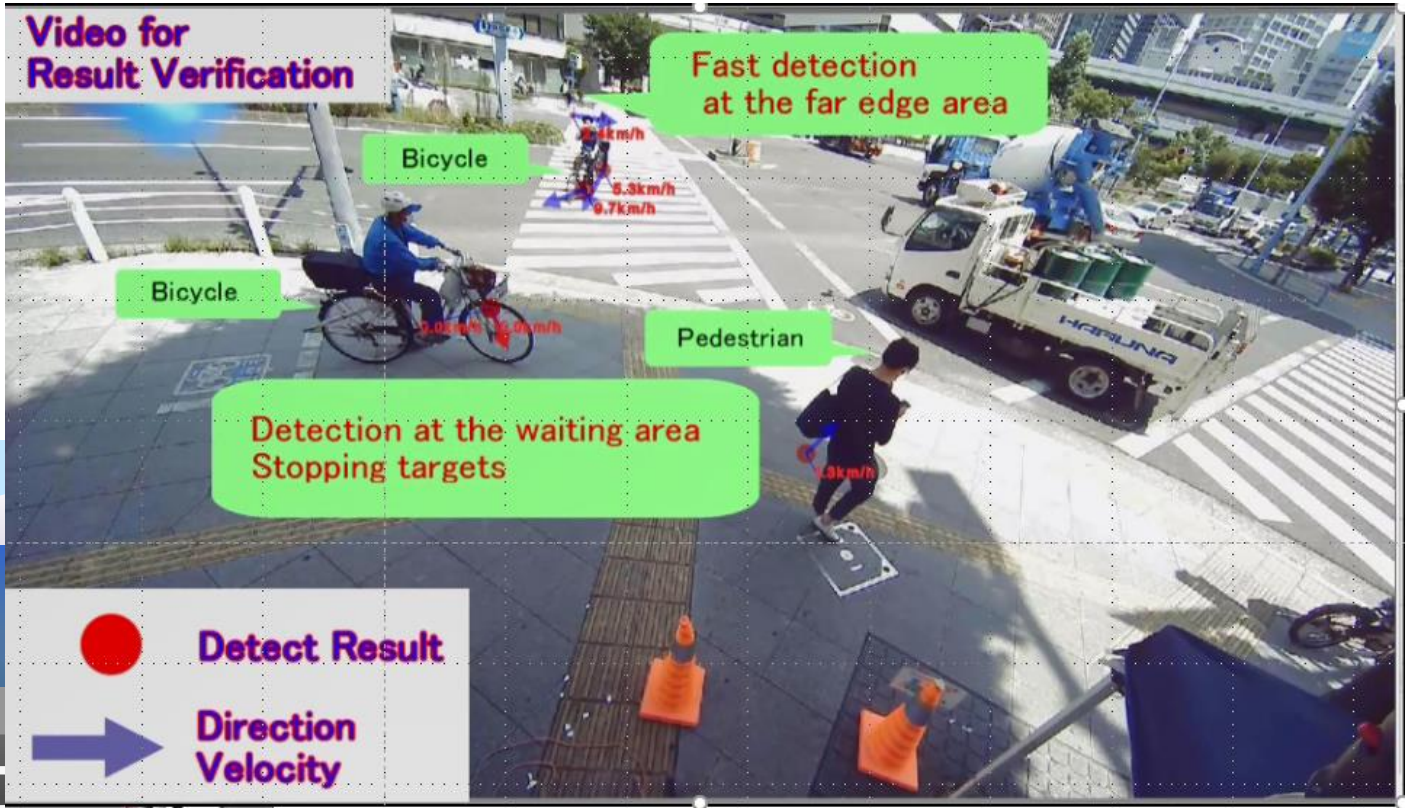 Video for
Result Verification
Fast detection
at the far edge area
Bicycle
5.3km/h
9.7km/h
Bicycle
Pedestrian
HARUNA
Detection at the waiting area
Stopping targets
Detect Result
Direction
Velocity